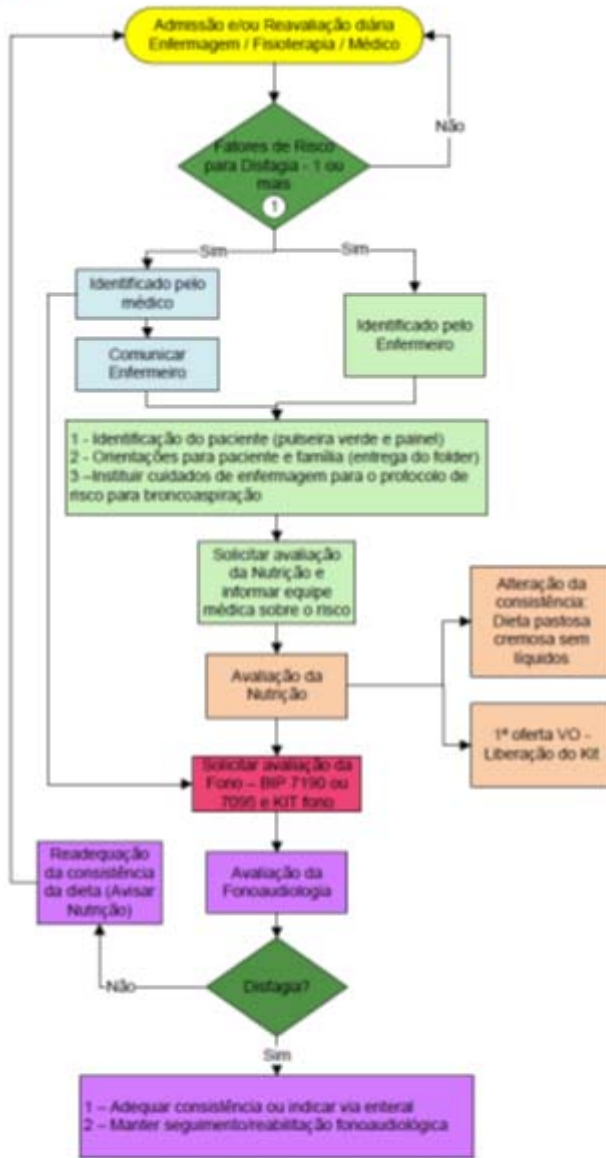 Admissão e/ou Reavaliação diária
Enfermagem / Fisioterapia / Médico
Não
Fatores de Risco
para Disfagia - 1 ou
mais
1
Sim
Sim
Identificado pelo
médico
Identificado pelo
Enfermeiro
Comunicar
Enfermeiro
1 - Identificação do paciente (pulseira verde e painel)
2 - Orientações para paciente e família (entrega do folder)
3 –Instituir cuidados de enfermagem para o protocolo de
risco para broncoaspiração
Solicitar avaliação
da Nutrição e
informar equipe
médica sobre o risco
Alteração da
consistência:
Dieta pastosa
cremosa sem
líquidos
Avaliação da
Nutrição
1ª oferta VO -
Liberação do Kit
Solicitar avaliação da
Fono – BIP 7190 ou
7095 e KIT fono
Readequação
da consistência
da dieta (Avisar
Nutrição)
Avaliação da
Fonoaudiologia
Disfagia?
Não
Sim
1 – Adequar consistência ou indicar via enteral
2 – Manter seguimento/reabilitação fonoaudiológica